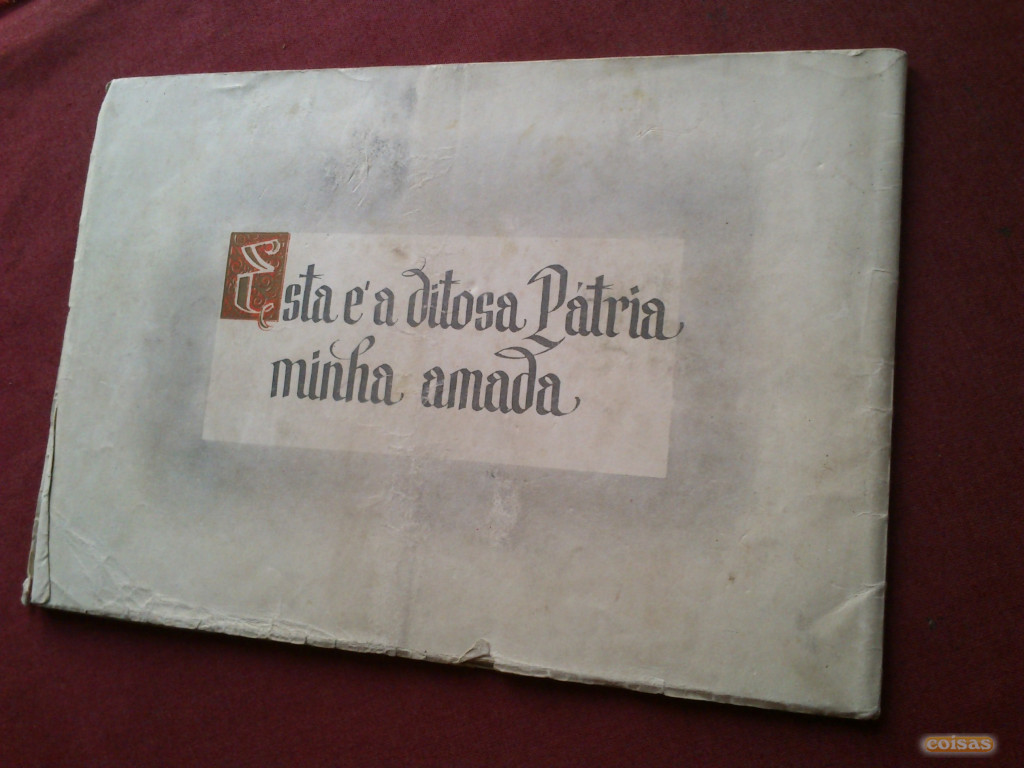 Esta é a ditosa Pátria
minha amada
coisas